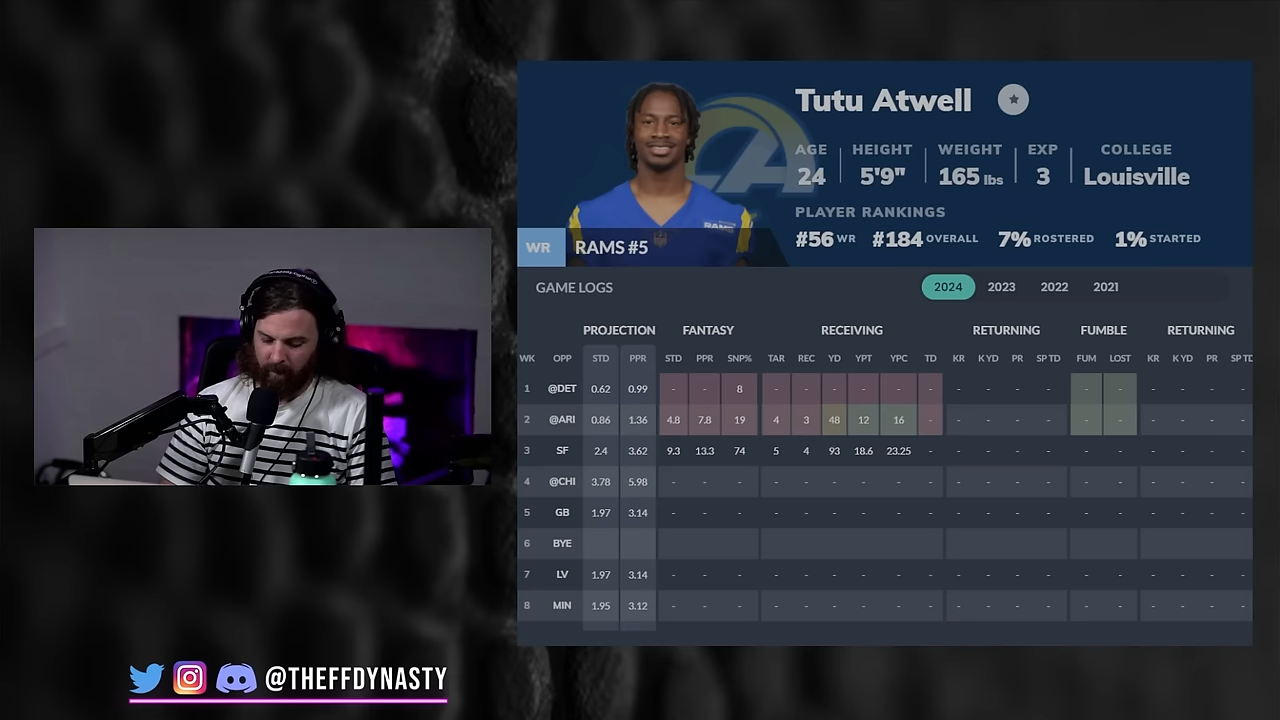 Tutu Atwell
AGE HEIGHT WEIGHT EXP COLLEGE
24 5'9" 165 lbs 3 Louisville
PLAYER RANKINGS
#56 WR #184 OVERALL 7% ROSTERED 1% STARTED
WR RAMS #5
GAME LOGS 2024 2023 2022 2021
PROJECTION FANTASY RECEIVING RETURNING FUMBLE RETURNING
WK OPP STD PPR STD PPR SNP% TAR REC YD YPT YPC TD KR K YD PR SP TD FUM LOST KR K YD PR SP TD
1 @DET 0.62 0.99 - - 8 - - - - - - - - - - - - - - - -
2 @ARI 0.86 1.36 4.8 7.8 19 4 3 48 12 16 - - - - - - - - - - -
3 SF 2.4 3.62 9.3 13.3 74 5 4 93 18.6 23.25 - - - - - - - - - - -
4 @CHI 3.78 5.98 - - - - - - - - - - - - - - - - - - -
5 GB 1.97 3.14 - - - - - - - - - - - - - - - - - - -
6 BYE
7 LV 1.97 3.14 - - - - - - - - - - - - - - - - - - -
8 MIN 1.95 3.12 - - - - - - - - - - - - - - - - - - -
@THEFFDYNASTY